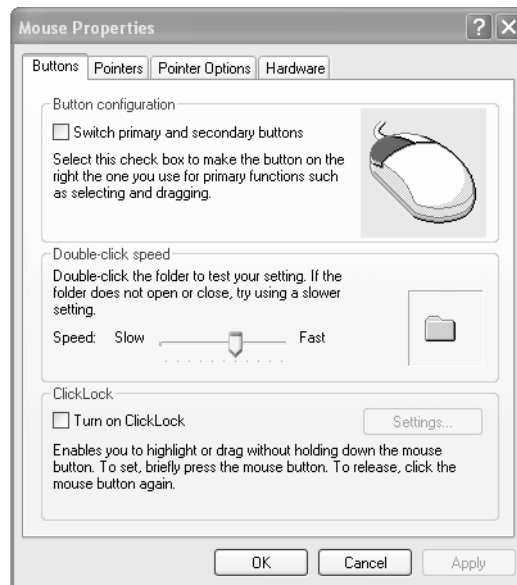 Mouse Properties
Buttons Pointers Pointer Options Hardware
Button configuration
Switch primary and secondary buttons
Select this check box to make the button on the
right the one you use for primary functions such
as selecting and dragging.
Double-click speed
Double-click the folder to test your setting. If the
folder does not open or close, try using a slower
setting.
Speed: Slow Fast
ClickLock
Turn on ClickLock Settings...
Enables you to highlight or drag without holding down the mouse
button. To set, briefly press the mouse button. To release, click the
mouse button again.
OK Cancel Apply